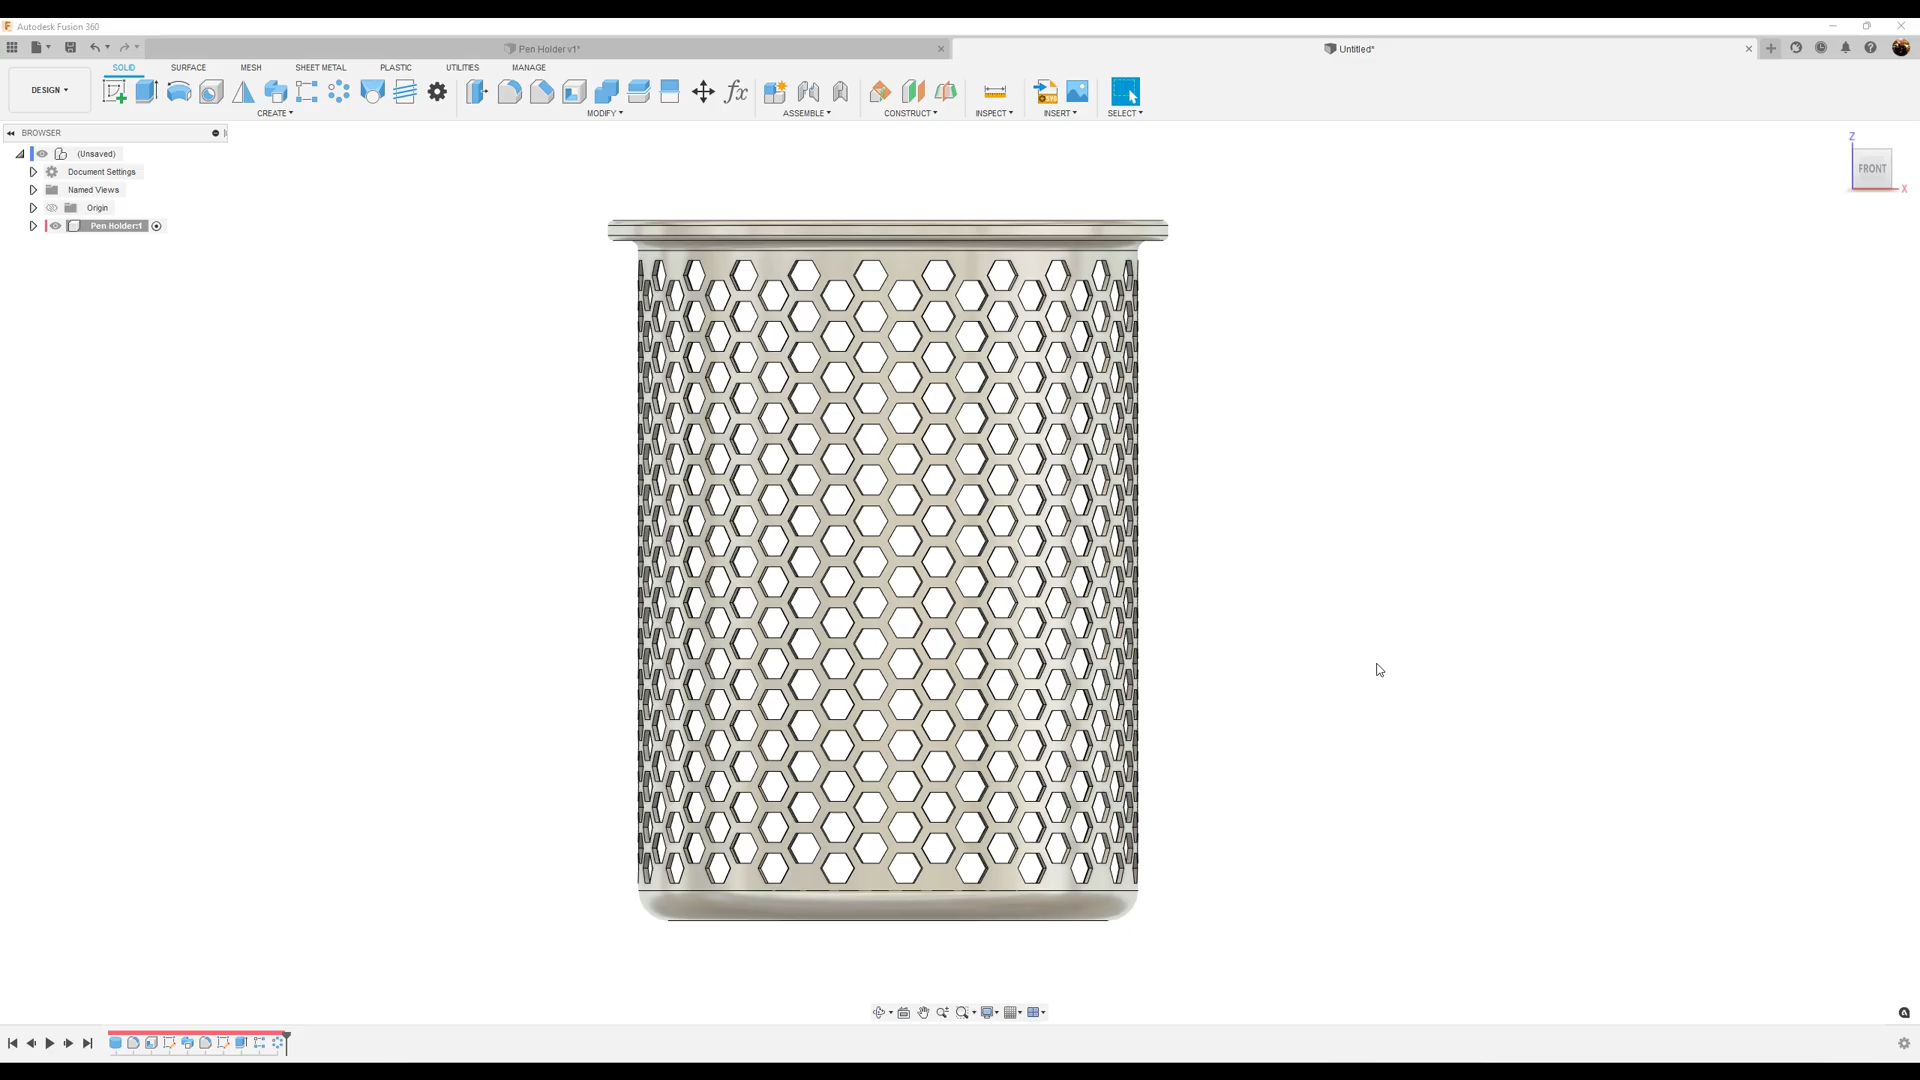 Autodesk Fusion 360
Pen Holder v1*
Untitled*
DESIGN
SOLID
SURFACE
MESH
SHEET METAL
PLASTIC
UTILITIES
MANAGE
CREATE
MODIFY
fx
ASSEMBLE
CONSTRUCT
INSPECT
INSERT
SELECT
BROWSER
(Unsaved)
Document Settings
Named Views
Origin
Pen Holder:1
Z
FRONT
X